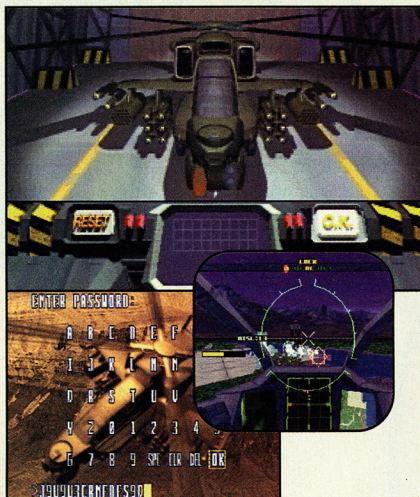 RESET
O.K.
LOCK
ENTER PASSWORD:
A B C D E F
I J K L M N
Q R S T U V
Y Z 0 1 2 3 4 5
6 7 8 9 SPC CLR DEL OK